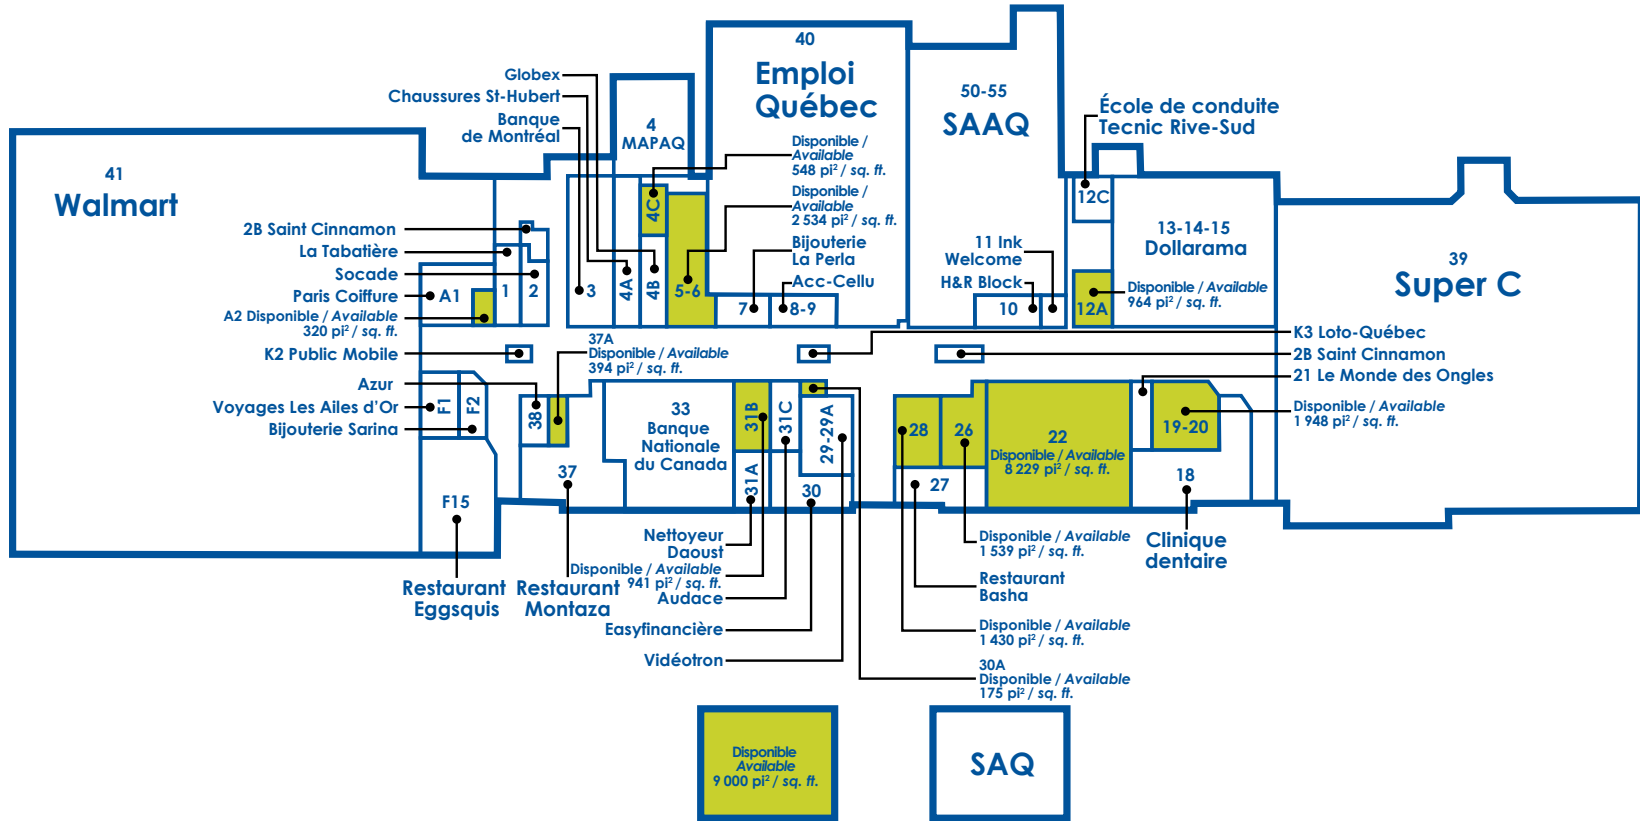 40
Emploi
Québec
Globex
Chaussures St-Hubert
Banque
de Montréal
4
MAPAQ
50-55
SAAQ
École de conduite
Tecnic Rive-Sud
Disponible /
Available
548 pi² / sq. ft.
Disponible /
Available
2 534 pi² / sq. ft.
Bijouterie
La Perla
Acc-Cellu
11 Ink
Welcome
H&R Block
41
Walmart
2B Saint Cinnamon
La Tabatière
Socade
Paris Coiffure
A2 Disponible / Available
320 pi² / sq. ft.
K2 Public Mobile
A1
1
2
3
4A
4B
4C
5-6
7
8-9
10
12C
12A
13-14-15
Dollarama
Disponible / Available
964 pi² / sq. ft.
39
Super C
K3 Loto-Québec
2B Saint Cinnamon
21 Le Monde des Ongles
Disponible / Available
1 948 pi² / sq. ft.
37A
Disponible / Available
394 pi² / sq. ft.
Azur
Voyages Les Ailes d’Or
Bijouterie Sarina
F1
F2
F15
38
37
33
Banque
Nationale
du Canada
31B
31A
31C
29-29A
30
28
26
27
22
Disponible / Available
8 229 pi² / sq. ft.
19-20
18
Restaurant
Eggsquis
Restaurant
Montaza
Nettoyeur
Daoust
Disponible / Available
941 pi² / sq. ft.
Audace
Easyfinancière
Vidéotron
Disponible / Available
1 539 pi² / sq. ft.
Restaurant
Basha
Disponible / Available
1 430 pi² / sq. ft.
30A
Disponible / Available
175 pi² / sq. ft.
Clinique
dentaire
Disponible
Available
9 000 pi² / sq. ft.
SAQ